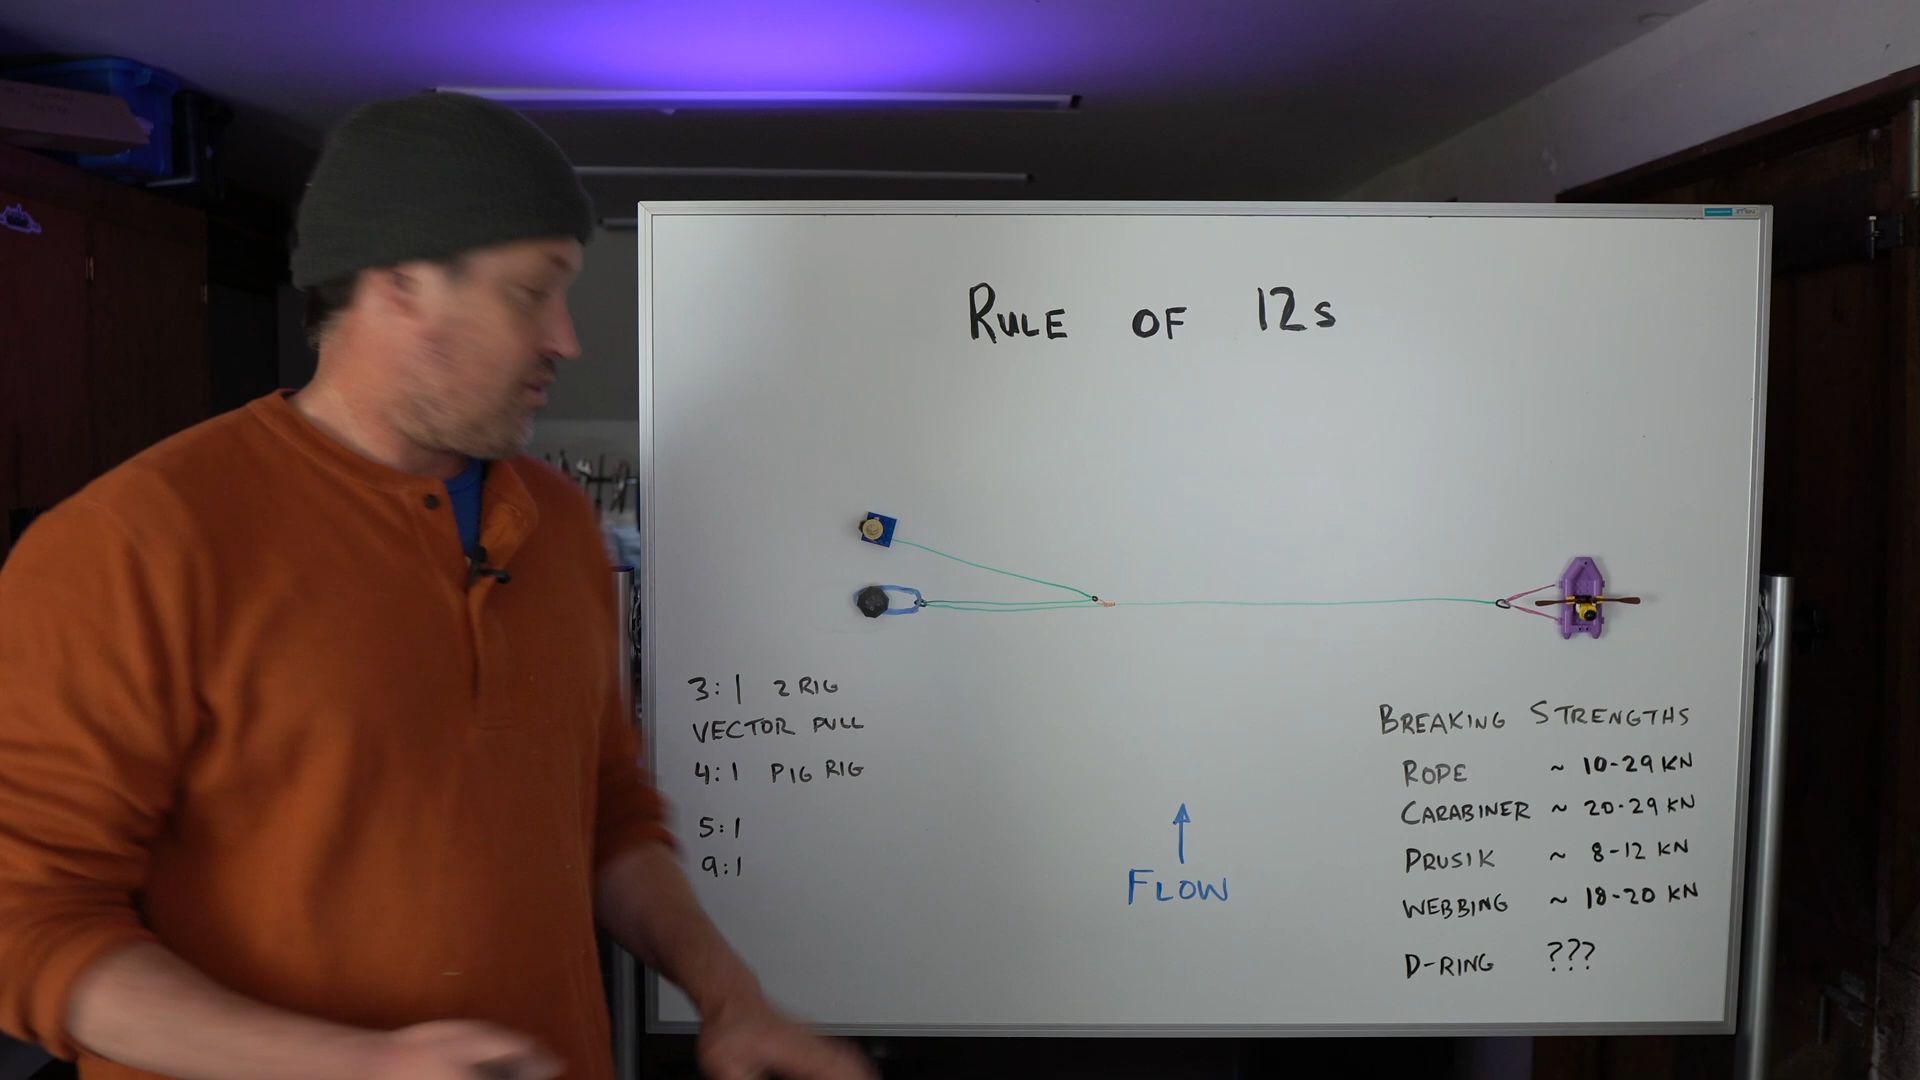 RULE OF 12s
3:1 Z RIG
VECTOR PULL
4:1 PIG RIG
5:1
9:1
FLOW
BREAKING STRENGTHS
ROPE ~ 10-29 KN
CARABINER ~ 20-29 KN
PRUSIK ~ 8-12 KN
WEBBING ~ 18-20 KN
D-RING ???